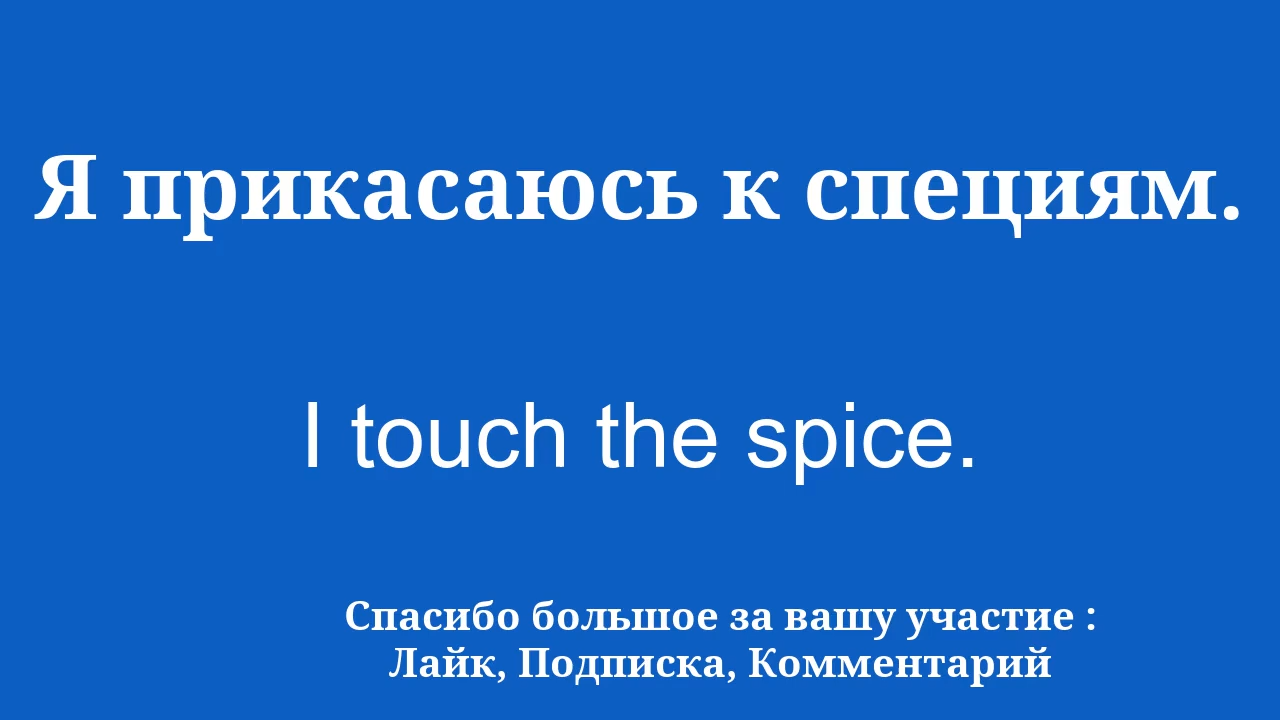 Я прикасаюсь к специям.
I touch the spice.
Спасибо большое за вашу участие :
Лайк, Подписка, Комментарий